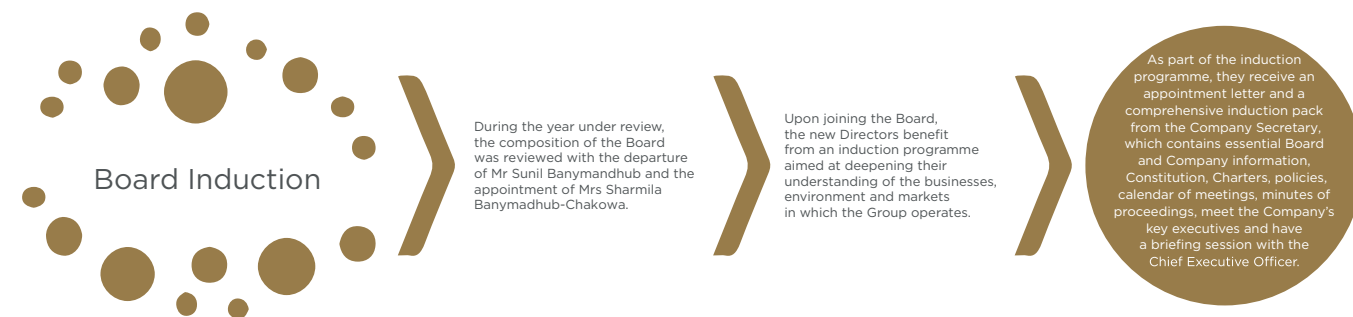 Board Induction
During the year under review,
the composition of the Board
was reviewed with the departure
of Mr Sunil Banymandhub and the
appointment of Mrs Sharmila
Banymadhub-Chakowa.
Upon joining the Board,
the new Directors benefit
from an induction programme
aimed at deepening their
understanding of the businesses,
environment and markets
in which the Group operates.
As part of the induction
programme, they receive an
appointment letter and a
comprehensive induction pack
from the Company Secretary,
which contains essential Board
and Company information,
Constitution, Charters, policies,
calendar of meetings, minutes of
proceedings, meet the Company's
key executives and have
a briefing session with the
Chief Executive Officer.